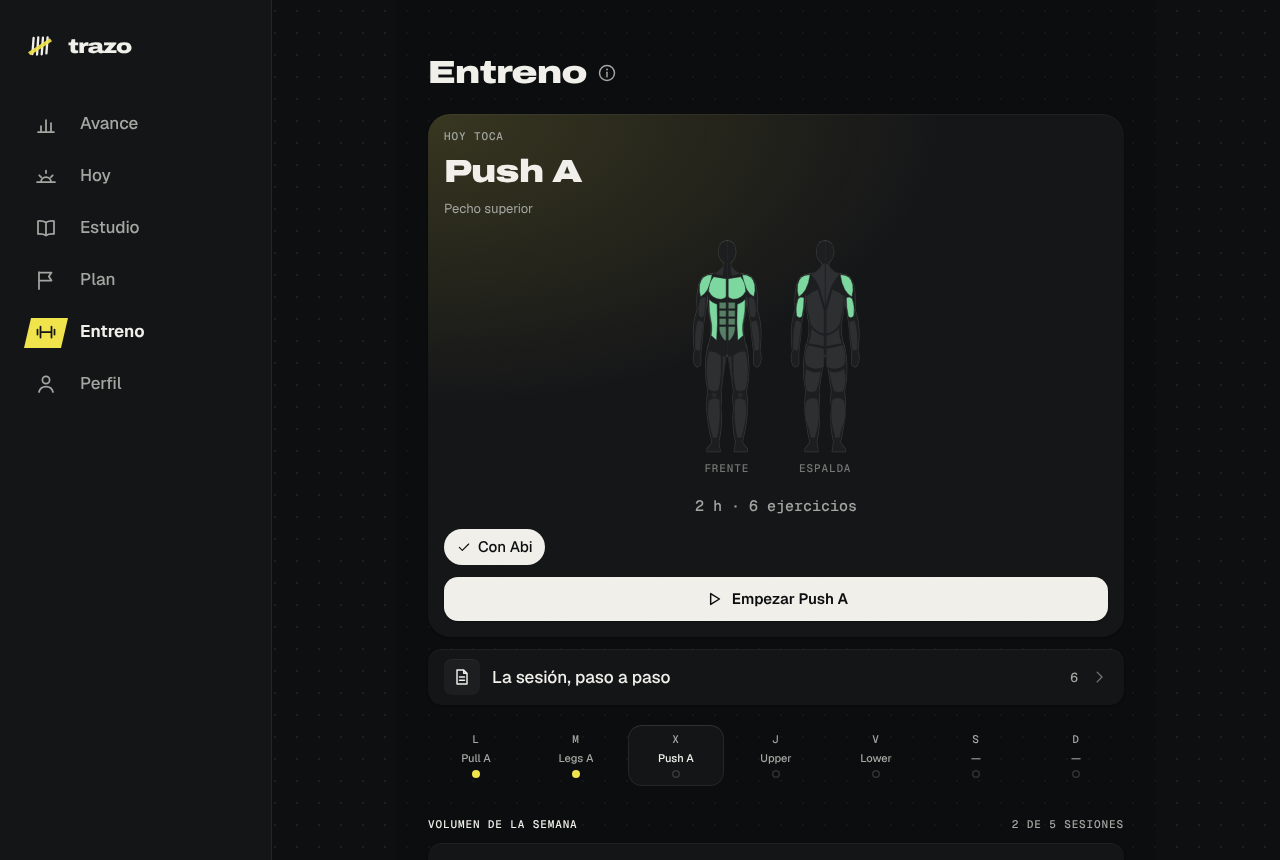 trazo
Avance
Hoy
Estudio
Plan
Entreno
Perfil
Entreno
HOY TOCA
Push A
Pecho superior
FRENTE ESPALDA
2 h · 6 ejercicios
Con Abi
Empezar Push A
La sesión, paso a paso 6
L M X J V S D
Pull A Legs A Push A Upper Lower — —
VOLUMEN DE LA SEMANA 2 DE 5 SESIONES